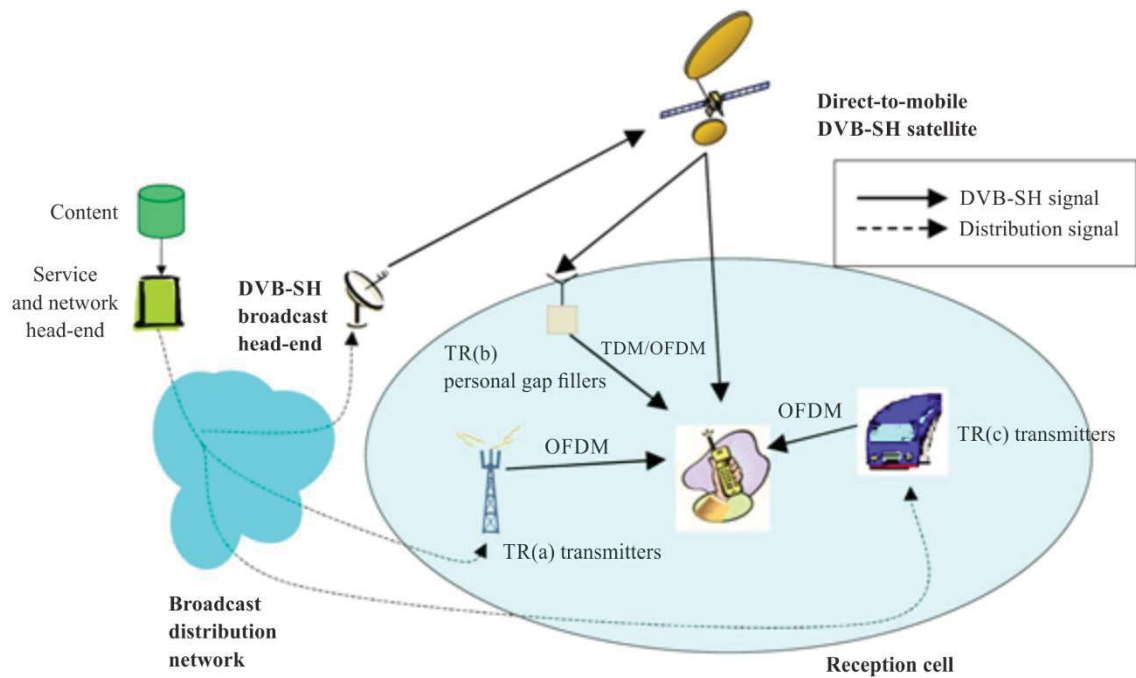 Direct-to-mobile
DVB-SH satellite
DVB-SH signal
Distribution signal
Content
Service
and network
head-end
DVB-SH
broadcast
head-end
TR(b)
personal gap fillers
TDM/OFDM
OFDM
TR(c) transmitters
OFDM
TR(a) transmitters
Broadcast
distribution
network
Reception cell